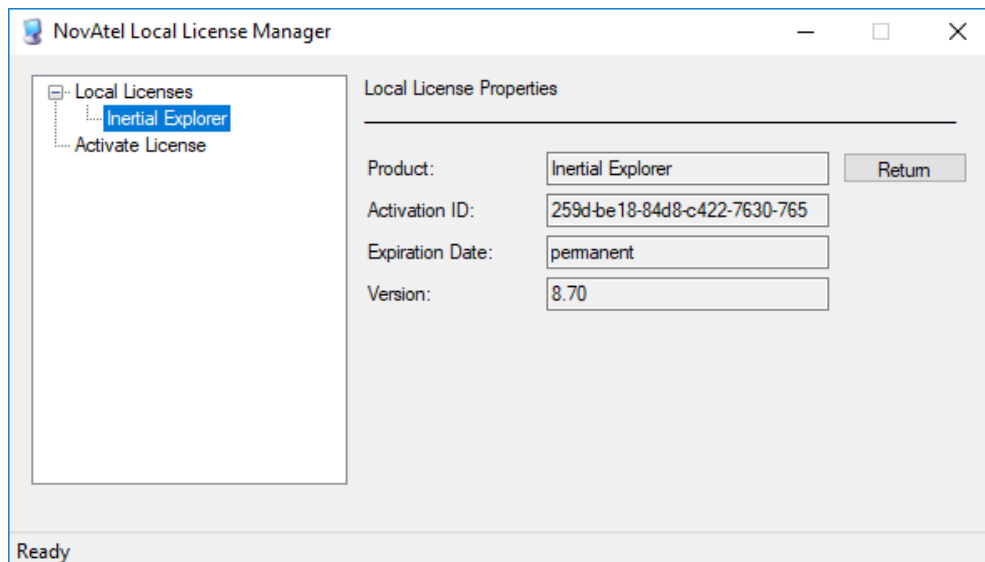 NovAtel Local License Manager
Local Licenses
Inertial Explorer
Activate License
Local License Properties
Product: Inertial Explorer Return
Activation ID: 259d-be18-84d8-c422-7630-765
Expiration Date: permanent
Version: 8.70
Ready